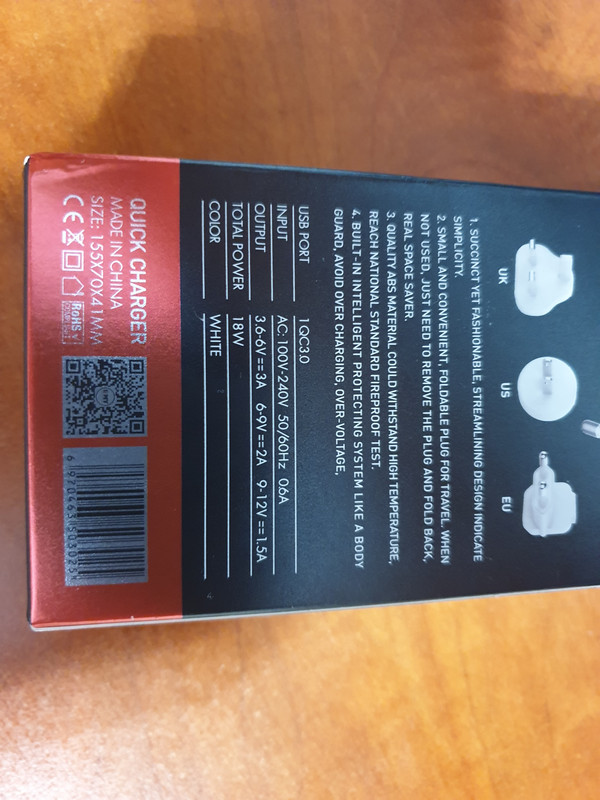 UK
US
EU
1. SUCCINCT YET FASHIONABLE, STREAMLINING DESIGN INDICATE
SIMPLICITY.
2. SMALL AND CONVENIENT, FOLDABLE PLUG FOR TRAVEL. WHEN
NOT USED, JUST NEED TO REMOVE THE PLUG AND FOLD BACK,
REAL SPACE SAVER.
3. QUALITY ABS MATERIAL COULD WITHSTAND HIGH TEMPERATURE,
REACH NATIONAL STANDARD FIREPROOF TEST.
4. BUILT-IN INTELLIGENT PROTECTING SYSTEM LIKE A BODY
GUARD, AVOID OVER CHARGING, OVER-VOLTAGE,
USB PORT 1 QC3.0
INPUT AC:100V-240V 50/60Hz 0.6A
OUTPUT 3.6-6V==3A 6-9V==2A 9-12V==1.5A
TOTAL POWER 18W
COLOR WHITE
QUICK CHARGER
MADE IN CHINA
SIZE: 155X70X41MM
CE RoHS